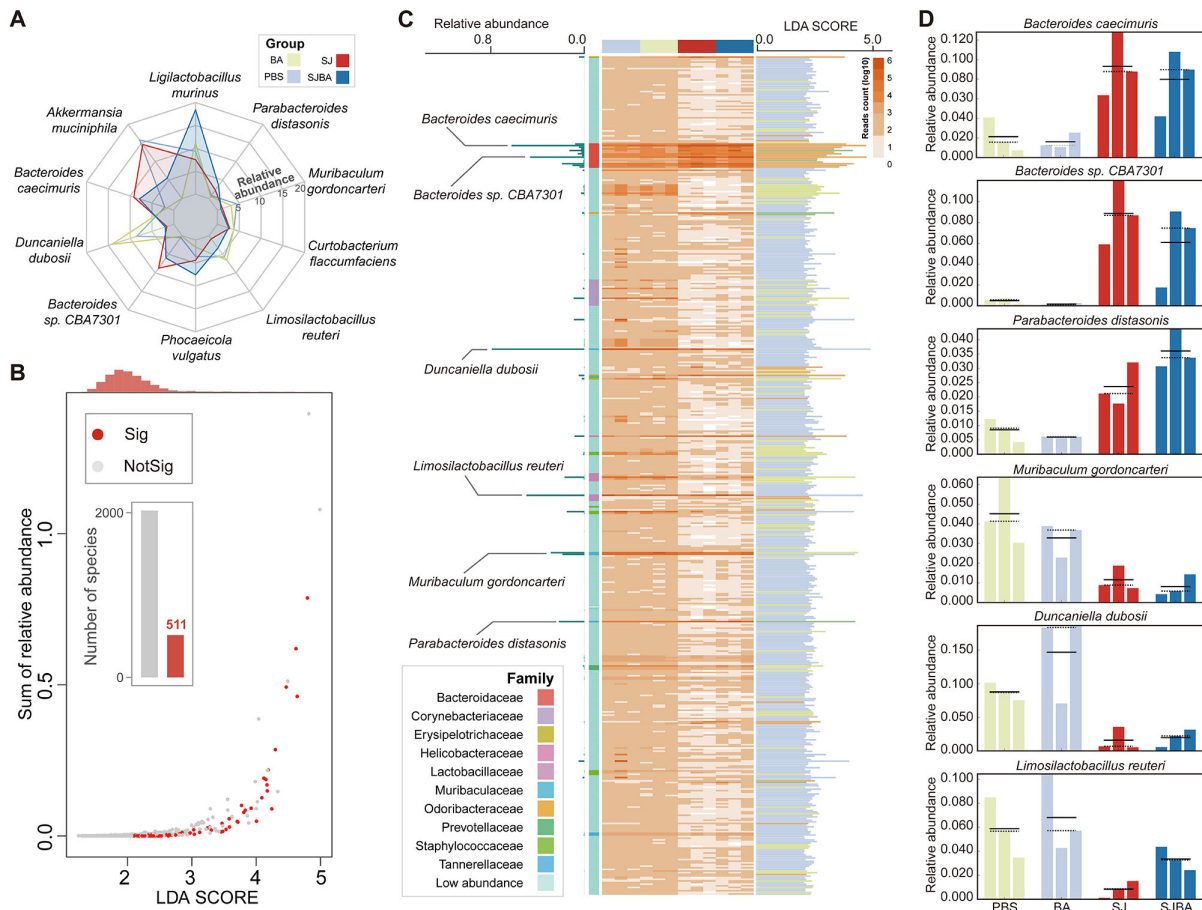 A
Group
BA
SJ
PBS
SJBA
Ligilactobacillus
murinus
Akkermansia
muciniphila
Parabacteroides
distasonis
Bacteroides
caecimuris
Relative
abundance
5 10 15 20
Muribaculum
gordoncarteri
Duncaniella
dubosii
Curtobacterium
flaccumfaciens
Bacteroides
sp. CBA7301
Limosilactobacillus
reuteri
Phocaeicola
vulgatus
B
Sig
NotSig
Number of species
2000
511
0
Sum of relative abundance
1.0
0.5
0.0
2 3 4 5
LDA SCORE
C
Relative abundance
0.8 0.0
LDA SCORE
0.0 5.0
Reads count (log10)
6
5
4
3
2
1
0
Bacteroides caecimuris
Bacteroides sp. CBA7301
Duncaniella dubosii
Limosilactobacillus reuteri
Muribaculum gordoncarteri
Parabacteroides distasonis
Family
Bacteroidaceae
Corynebacteriaceae
Erysipelotrichaceae
Helicobacteraceae
Lactobacillaceae
Muribaculaceae
Odoribacteraceae
Prevotellaceae
Staphylococcaceae
Tannerellaceae
Low abundance
D
Bacteroides caecimuris
Relative abundance
0.120
0.100
0.080
0.060
0.040
0.020
0.000
Bacteroides sp. CBA7301
Relative abundance
0.100
0.080
0.060
0.040
0.020
0.000
Parabacteroides distasonis
Relative abundance
0.040
0.035
0.030
0.025
0.020
0.015
0.010
0.005
0.000
Muribaculum gordoncarteri
Relative abundance
0.060
0.050
0.040
0.030
0.020
0.010
0.000
Duncaniella dubosii
Relative abundance
0.150
0.100
0.050
0.000
Limosilactobacillus reuteri
Relative abundance
0.100
0.080
0.060
0.040
0.020
0.000
PBS BA SJ SJBA